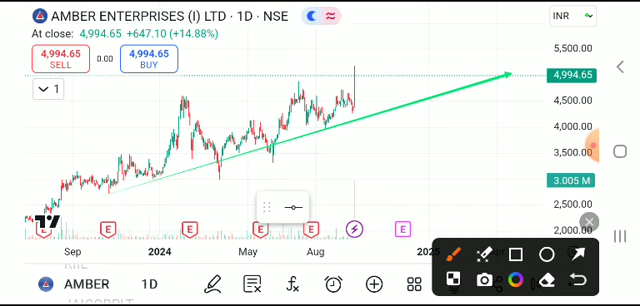 AMBER ENTERPRISES (I) LTD · 1D · NSE
INR
At close: 4,994.65 +647.10 (+14.88%)
4,994.65
SELL
0.00
4,994.65
BUY
1
5,500.00
4,994.65
4,500.00
4,000.00
3,500.00
3.005 M
2,500.00
2,000.00
E E E E E E
Sep 2024 May Aug 2025
AMBER 1D